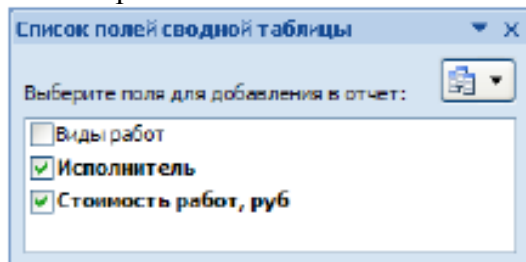 Список полей сводной таблицы
Выберите поля для добавления в отчет:
Виды работ
Исполнитель
Стоимость работ, руб